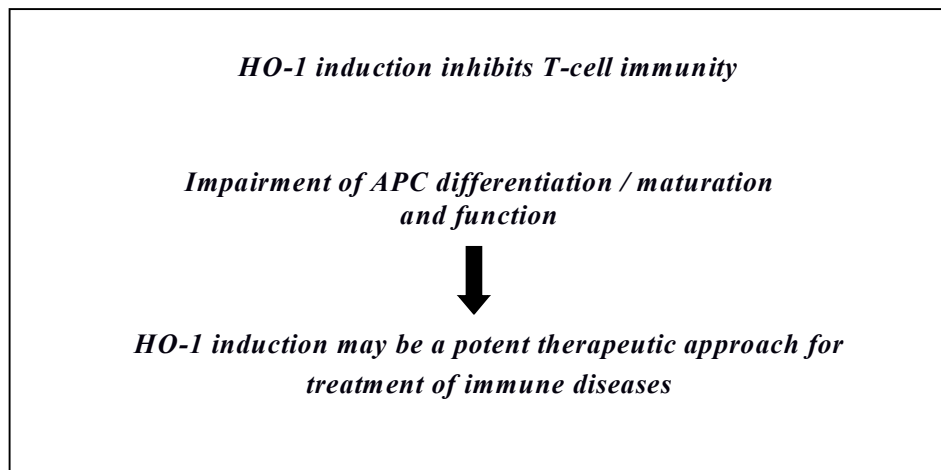 HO-1 induction inhibits T-cell immunity
Impairment of APC differentiation / maturation
and function
HO-1 induction may be a potent therapeutic approach for
treatment of immune diseases